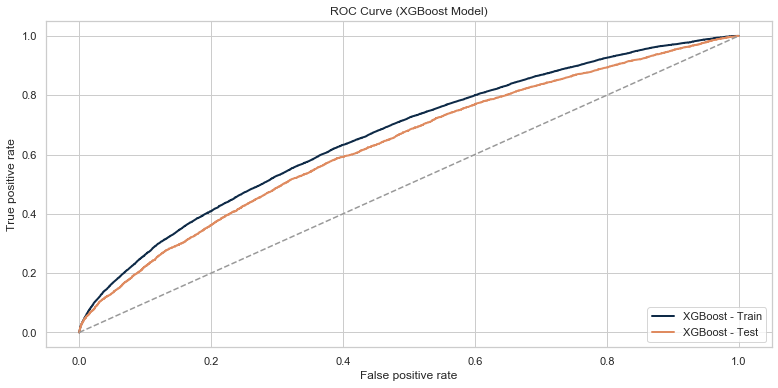 ROC Curve (XGBoost Model)
True positive rate
1.0
0.8
0.6
0.4
0.2
0.0
0.0 0.2 0.4 0.6 0.8 1.0
False positive rate
XGBoost - Train
XGBoost - Test